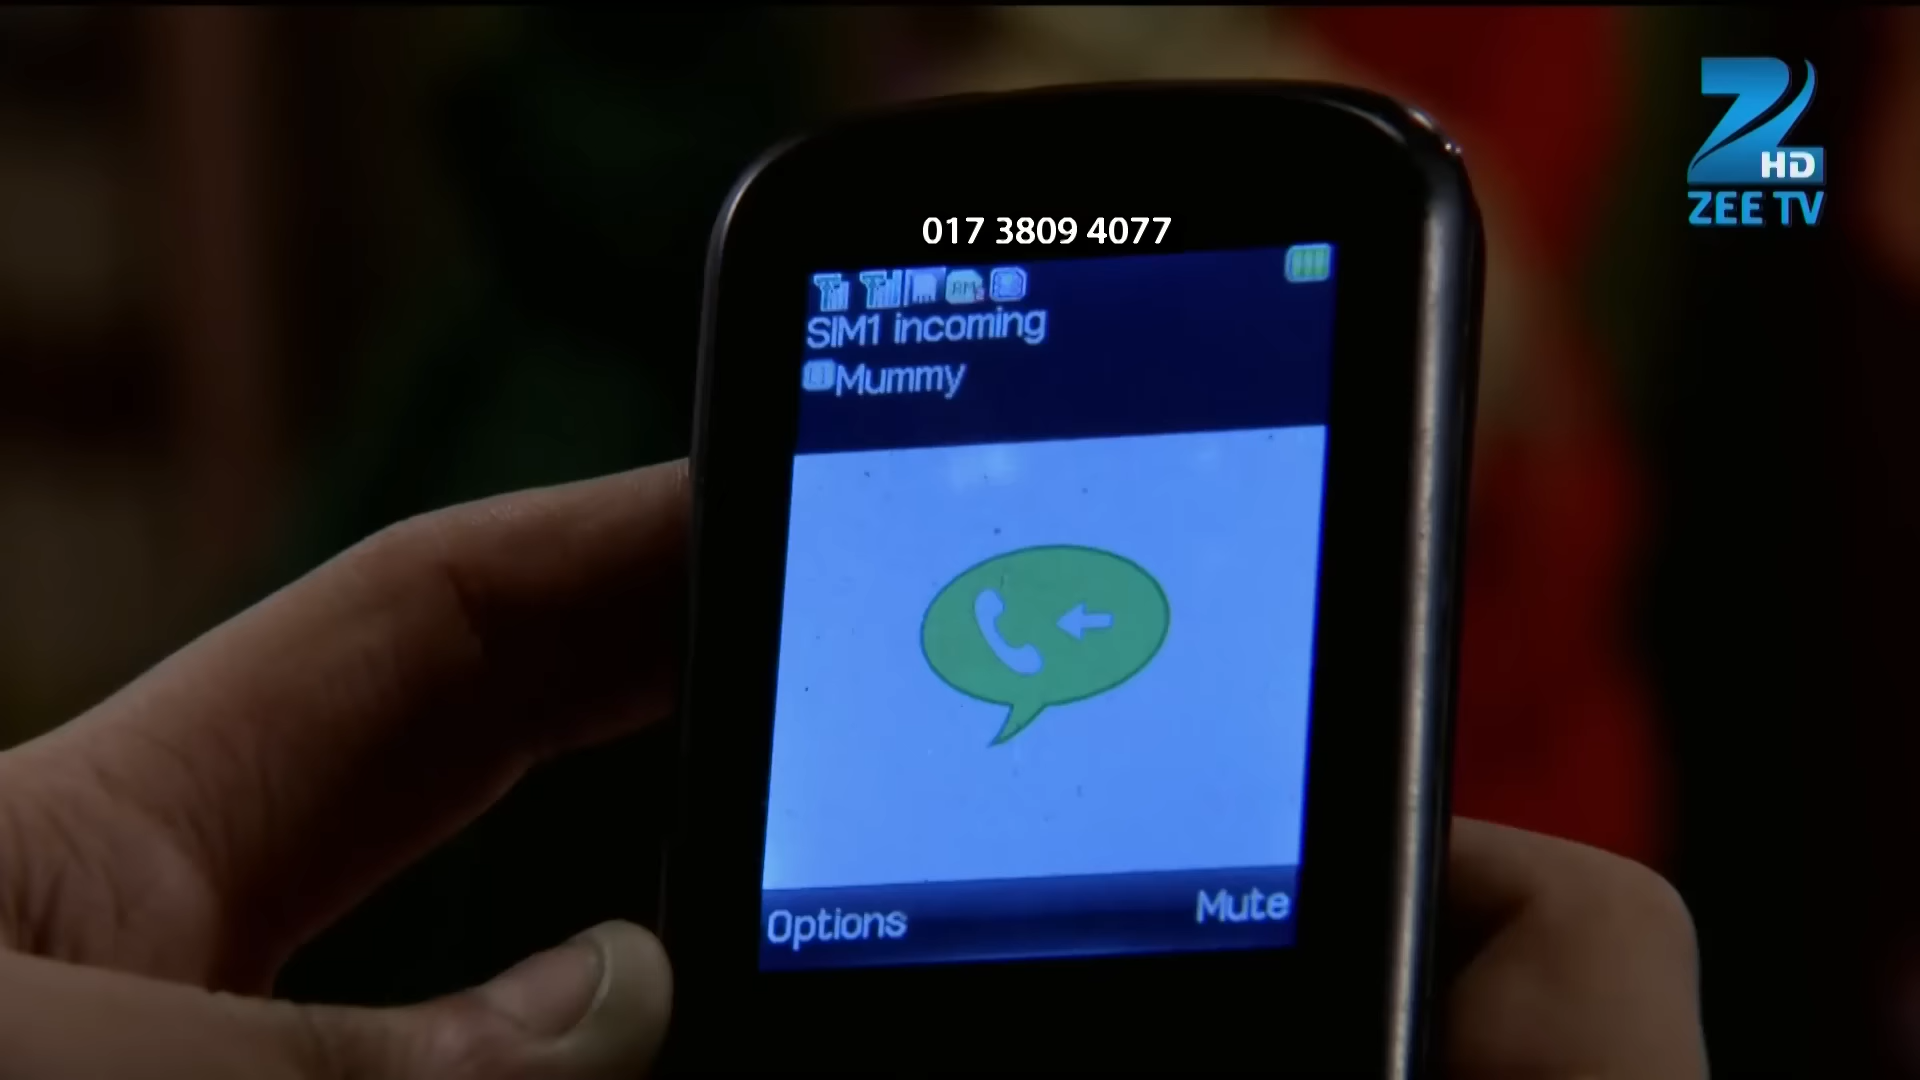 HD
ZEE TV
017 3809 4077
SIM1 incoming
Mummy
Options
Mute